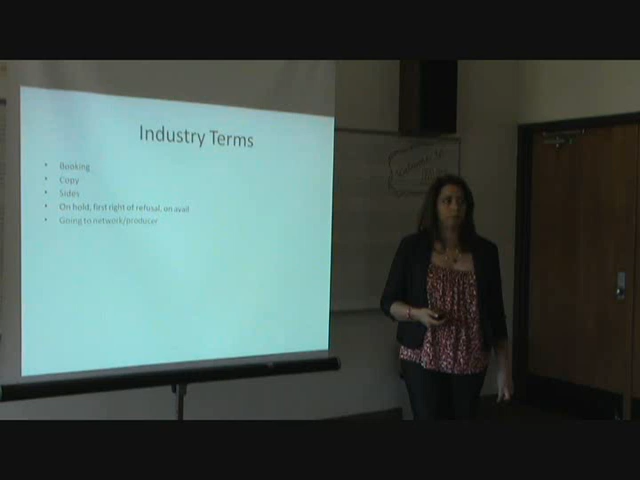 Industry Terms
• Booking
• Copy
• Sides
• On hold, first right of refusal, on avail
• Going to network/producer